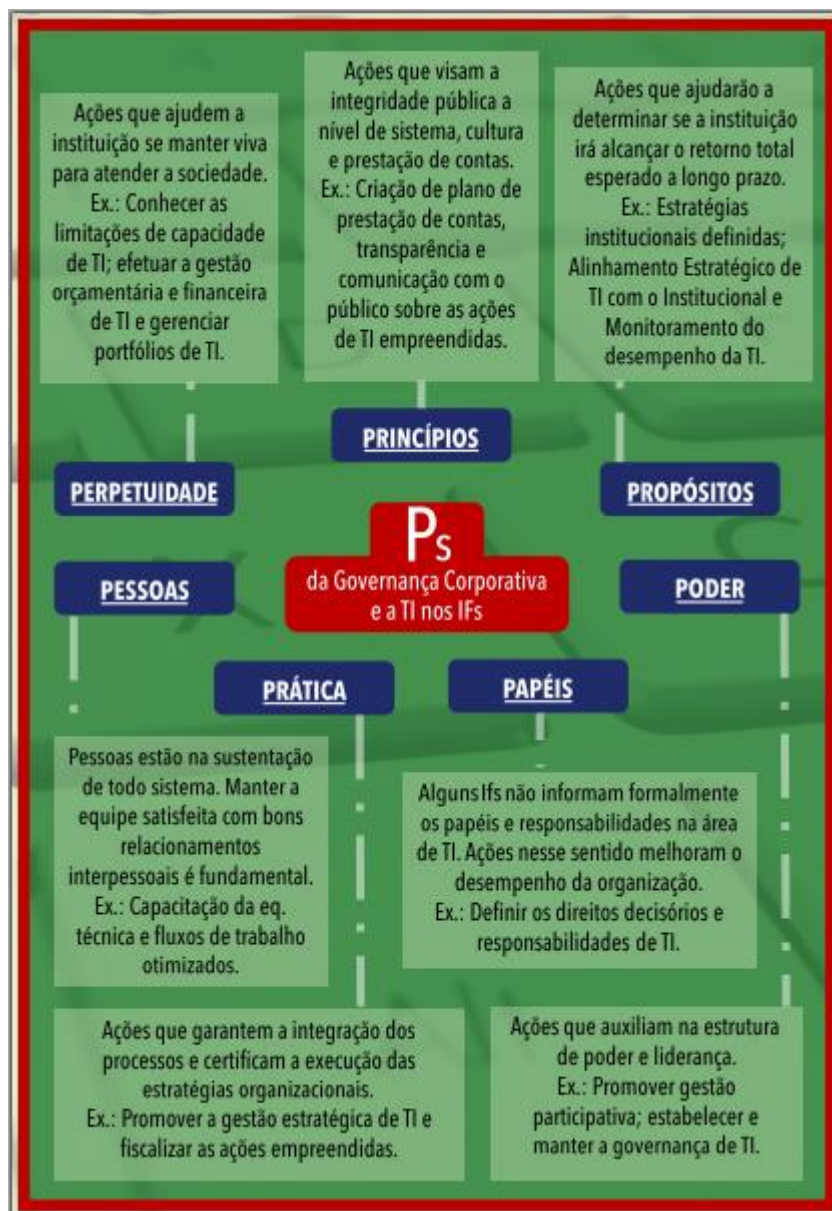 Ações que ajudem a
instituição se manter viva
para atender a sociedade.
Ex.: Conhecer as
limitações de capacidade
de TI; efetuar a gestão
orçamentária e financeira
de TI e gerenciar
portfólios de TI.
Ações que visam a
integridade pública a
nível de sistema, cultura
e prestação de contas.
Ex.: Criação de plano de
prestação de contas,
transparência e
comunicação com o
público sobre as ações
de TI empreendidas.
Ações que ajudarão a
determinar se a instituição
irá alcançar o retorno total
esperado a longo prazo.
Ex.: Estratégias
institucionais definidas;
Alinhamento Estratégico de
TI com o Institucional e
Monitoramento do
desempenho da TI.
PERPETUIDADE
PRINCÍPIOS
PROPÓSITOS
Ps
da Governança Corporativa
e a TI nos IFs
PESSOAS
PODER
PRÁTICA
PAPÉIS
Pessoas estão na sustentação
de todo sistema. Manter a
equipe satisfeita com bons
relacionamentos
interpessoais é fundamental.
Ex.: Capacitação da eq.
técnica e fluxos de trabalho
otimizados.
Alguns Ifs não informam formalmente
os papéis e responsabilidades na área
de TI. Ações nesse sentido melhoram o
desempenho da organização.
Ex.: Definir os direitos decisórios e
responsabilidades de TI.
Ações que garantem a integração dos
processos e certificam a execução das
estratégias organizacionais.
Ex.: Promover a gestão estratégica de TI e
fiscalizar as ações empreendidas.
Ações que auxiliam na estrutura
de poder e liderança.
Ex.: Promover gestão
participativa; estabelecer e
manter a governança de TI.